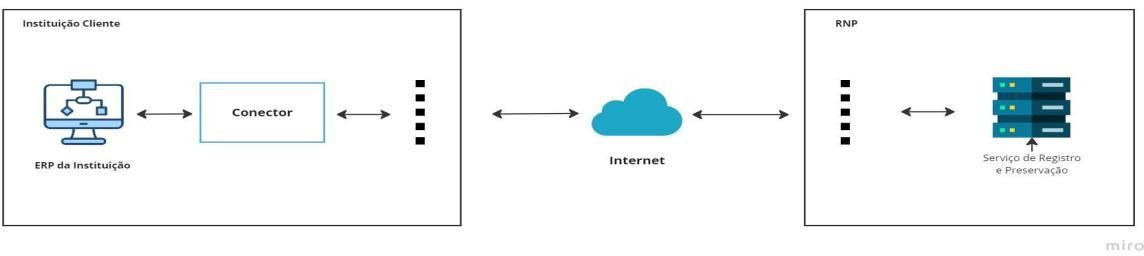 Instituição Cliente
RNP
Conector
ERP da Instituição
Internet
Serviço de Registro
e Preservação
miro